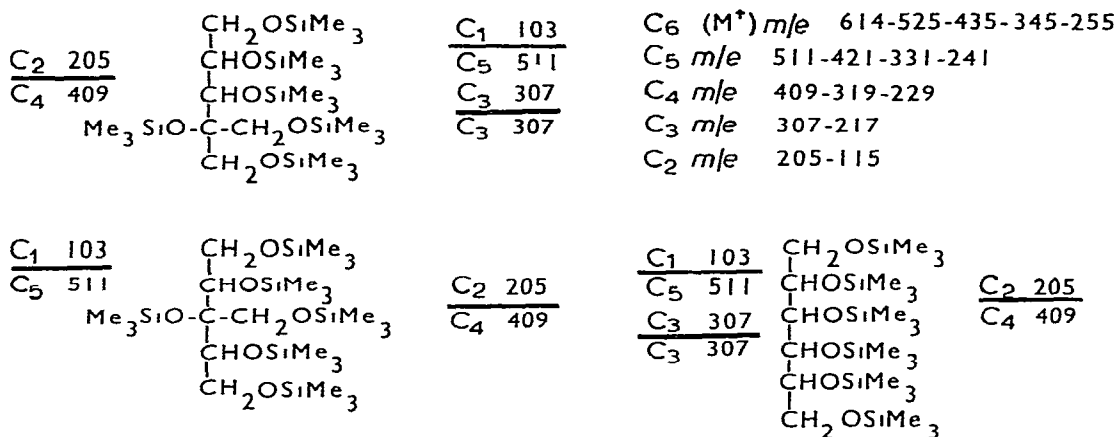 C2 205
C4 409
CH2OSiMe3
CHOSiMe3
CHOSiMe3
Me3SiO-C-CH2OSiMe3
CH2OSiMe3
C1 103
C5 511
C3 307
C3 307
C6 (M+) m/e 614-525-435-345-255
C5 m/e 511-421-331-241
C4 m/e 409-319-229
C3 m/e 307-217
C2 m/e 205-115
C1 103
C5 511
CH2OSiMe3
CHOSiMe3
Me3SiO-C-CH2OSiMe3
CHOSiMe3
CH2OSiMe3
C2 205
C4 409
C1 103
C5 511
C3 307
C3 307
CH2OSiMe3
CHOSiMe3
CHOSiMe3
CHOSiMe3
CHOSiMe3
CH2OSiMe3
C2 205
C4 409